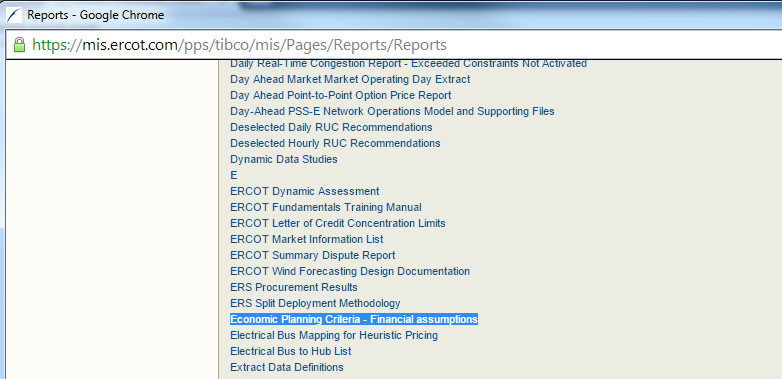 Reports - Google Chrome
https://mis.ercot.com/pps/tibco/mis/Pages/Reports/Reports
Daily Real-Time Congestion Report - Exceeded Constraints Not Activated
Day Ahead Market Market Operating Day Extract
Day Ahead Point-to-Point Option Price Report
Day-Ahead PSS-E Network Operations Model and Supporting Files
Deselected Daily RUC Recommendations
Deselected Hourly RUC Recommendations
Dynamic Data Studies
E
ERCOT Dynamic Assessment
ERCOT Fundamentals Training Manual
ERCOT Letter of Credit Concentration Limits
ERCOT Market Information List
ERCOT Summary Dispute Report
ERCOT Wind Forecasting Design Documentation
ERS Procurement Results
ERS Split Deployment Methodology
Economic Planning Criteria - Financial assumptions
Electrical Bus Mapping for Heuristic Pricing
Electrical Bus to Hub List
Extract Data Definitions